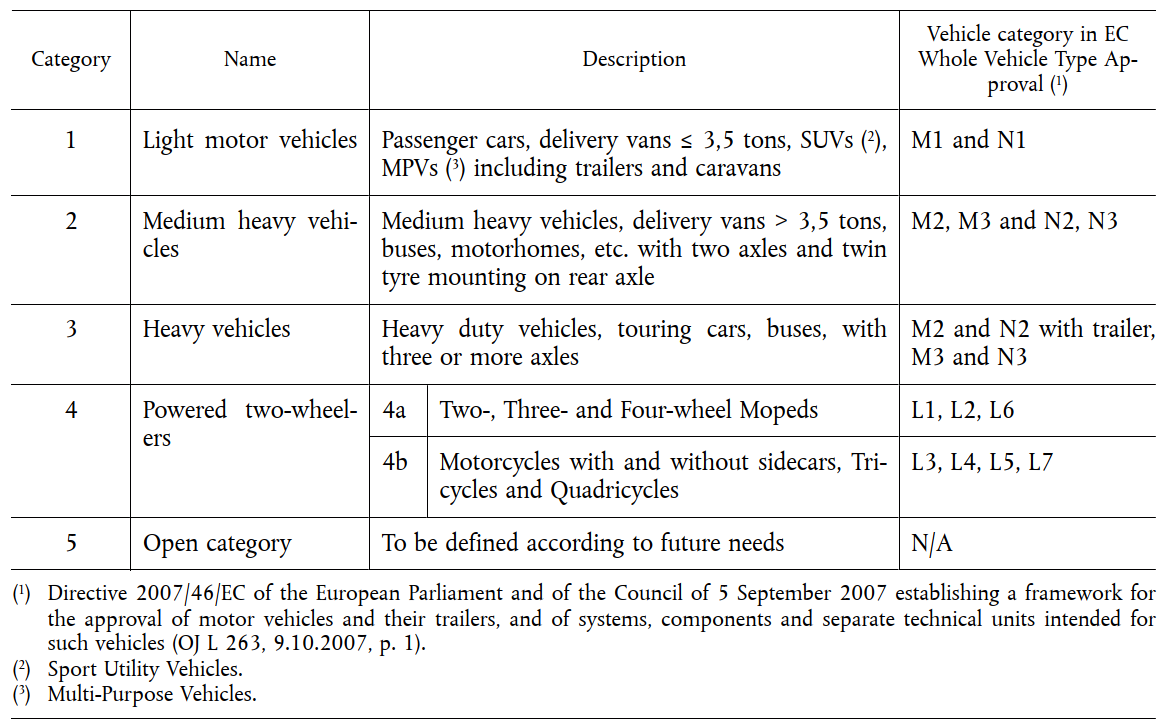 Category Name Description Vehicle category in EC
Whole Vehicle Type Ap-
proval (¹)
1 Light motor vehicles Passenger cars, delivery vans ≤ 3,5 tons, SUVs (²), M1 and N1
MPVs (³) including trailers and caravans
2 Medium heavy vehi- Medium heavy vehicles, delivery vans > 3,5 tons, M2, M3 and N2, N3
cles buses, motorhomes, etc. with two axles and twin
tyre mounting on rear axle
3 Heavy vehicles Heavy duty vehicles, touring cars, buses, with M2 and N2 with trailer,
three or more axles M3 and N3
4 Powered two-wheel- 4a Two-, Three- and Four-wheel Mopeds L1, L2, L6
ers
4b Motorcycles with and without sidecars, Tri- L3, L4, L5, L7
cycles and Quadricycles
5 Open category To be defined according to future needs N/A
(¹) Directive 2007/46/EC of the European Parliament and of the Council of 5 September 2007 establishing a framework for
the approval of motor vehicles and their trailers, and of systems, components and separate technical units intended for
such vehicles (OJ L 263, 9.10.2007, p. 1).
(²) Sport Utility Vehicles.
(³) Multi-Purpose Vehicles.